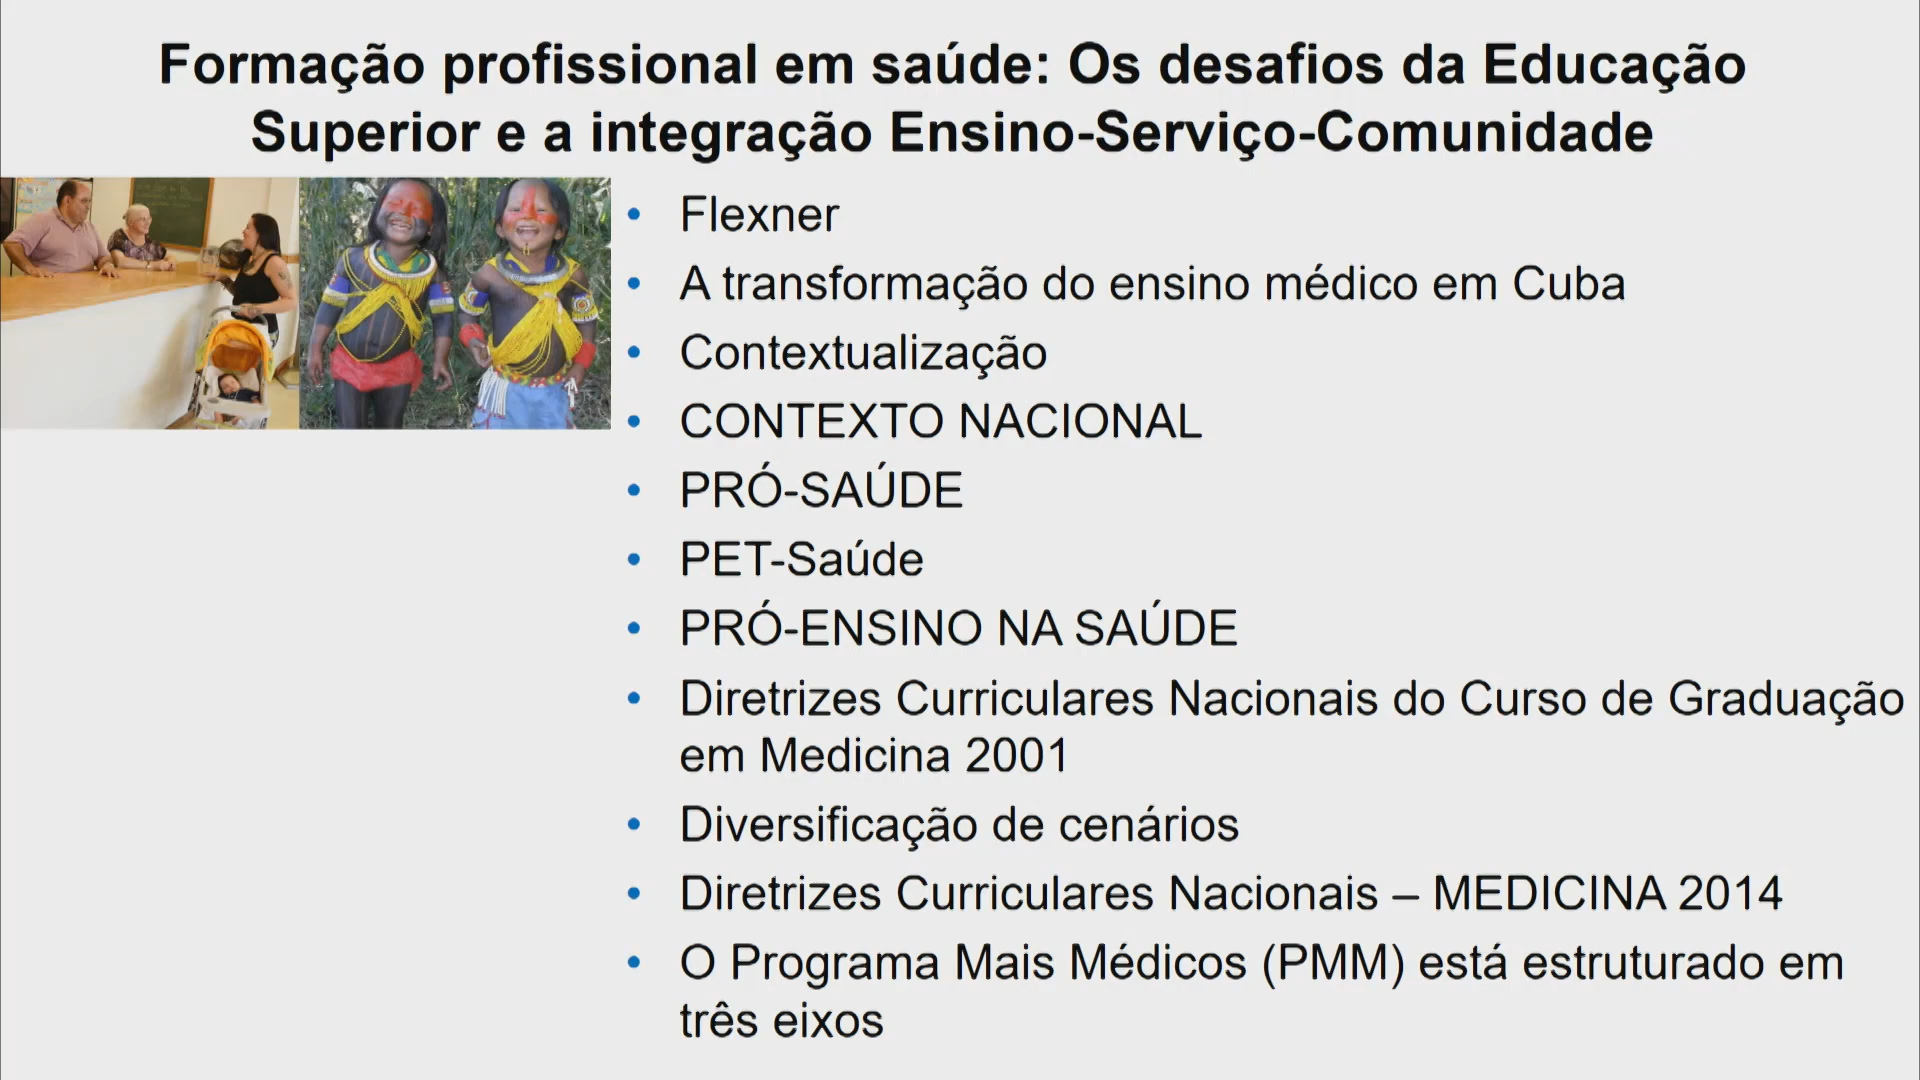 Formação profissional em saúde: Os desafios da Educação
Superior e a integração Ensino-Serviço-Comunidade
• Flexner
• A transformação do ensino médico em Cuba
• Contextualização
• CONTEXTO NACIONAL
• PRÓ-SAÚDE
• PET-Saúde
• PRÓ-ENSINO NA SAÚDE
• Diretrizes Curriculares Nacionais do Curso de Graduação
em Medicina 2001
• Diversificação de cenários
• Diretrizes Curriculares Nacionais – MEDICINA 2014
• O Programa Mais Médicos (PMM) está estruturado em
três eixos